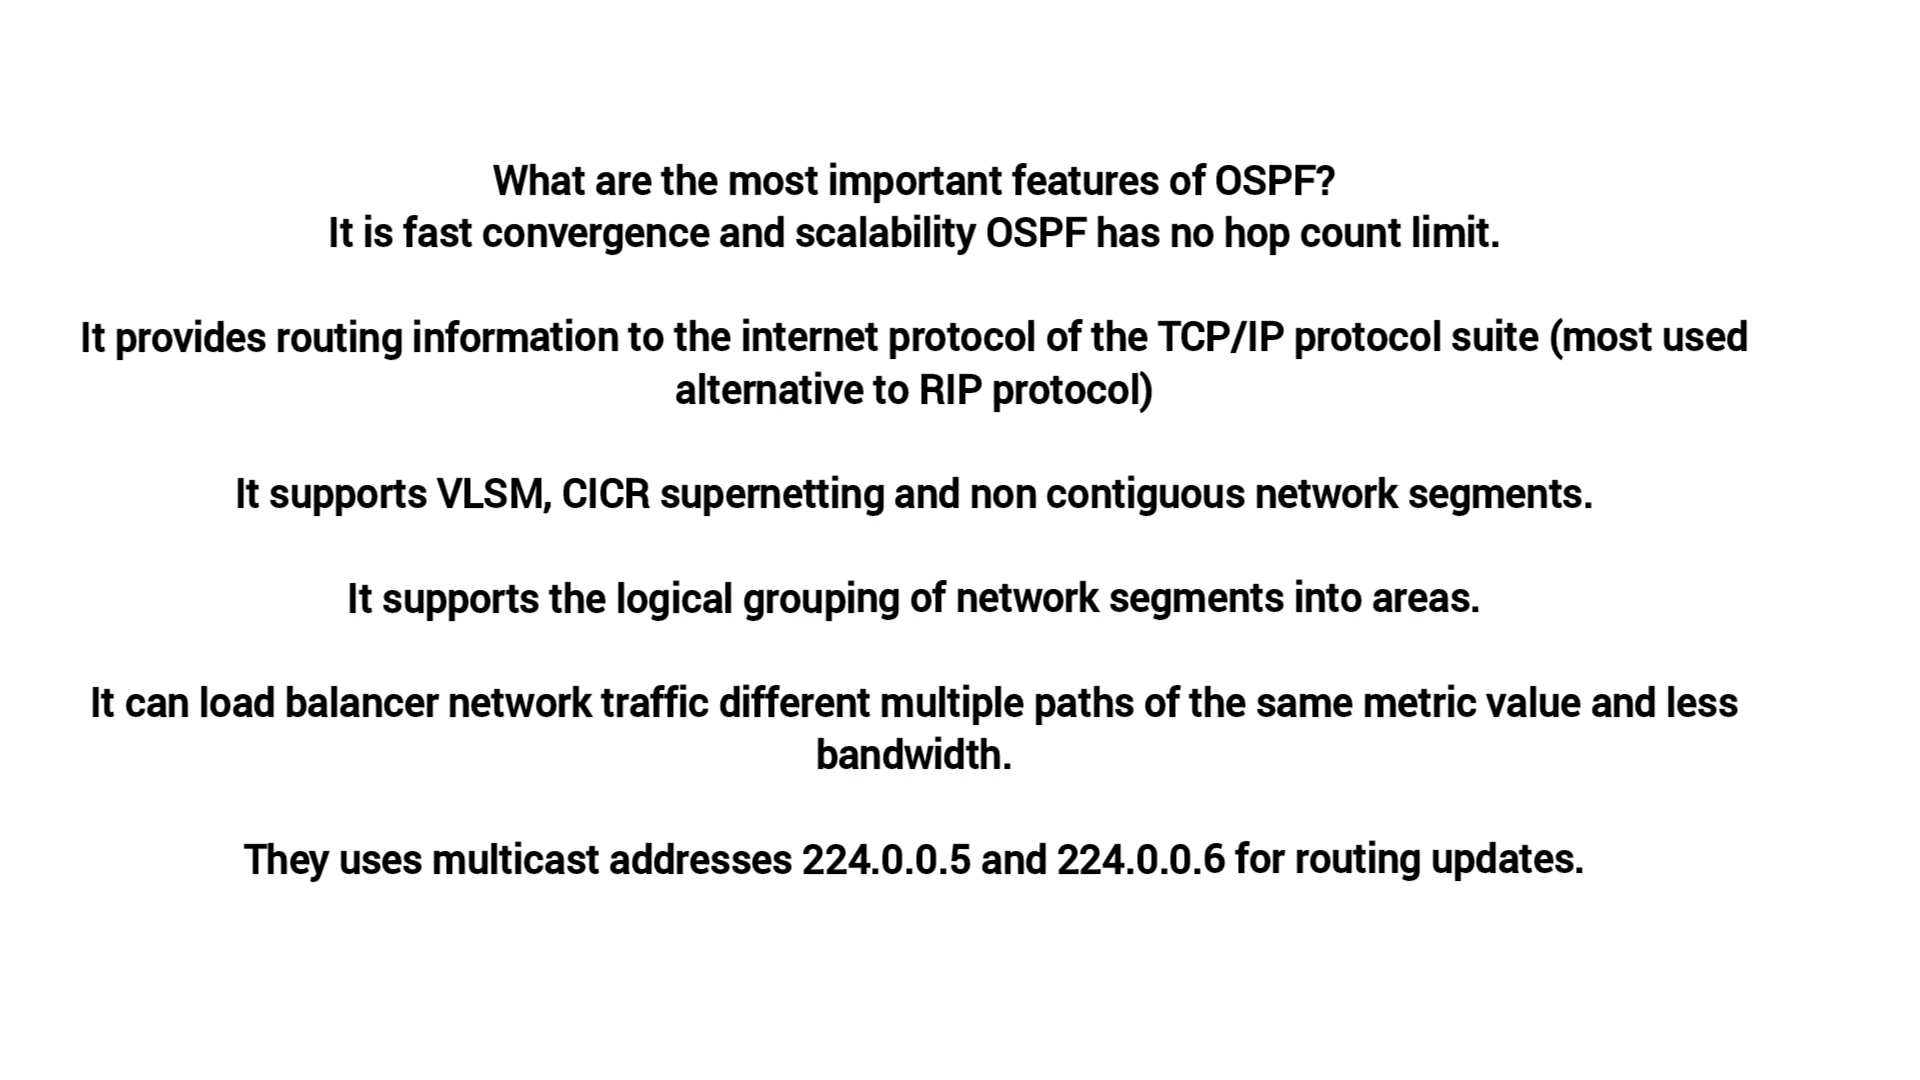 What are the most important features of OSPF?
It is fast convergence and scalability OSPF has no hop count limit.
It provides routing information to the internet protocol of the TCP/IP protocol suite (most used
alternative to RIP protocol)
It supports VLSM, CICR supernetting and non contiguous network segments.
It supports the logical grouping of network segments into areas.
It can load balancer network traffic different multiple paths of the same metric value and less
bandwidth.
They uses multicast addresses 224.0.0.5 and 224.0.0.6 for routing updates.